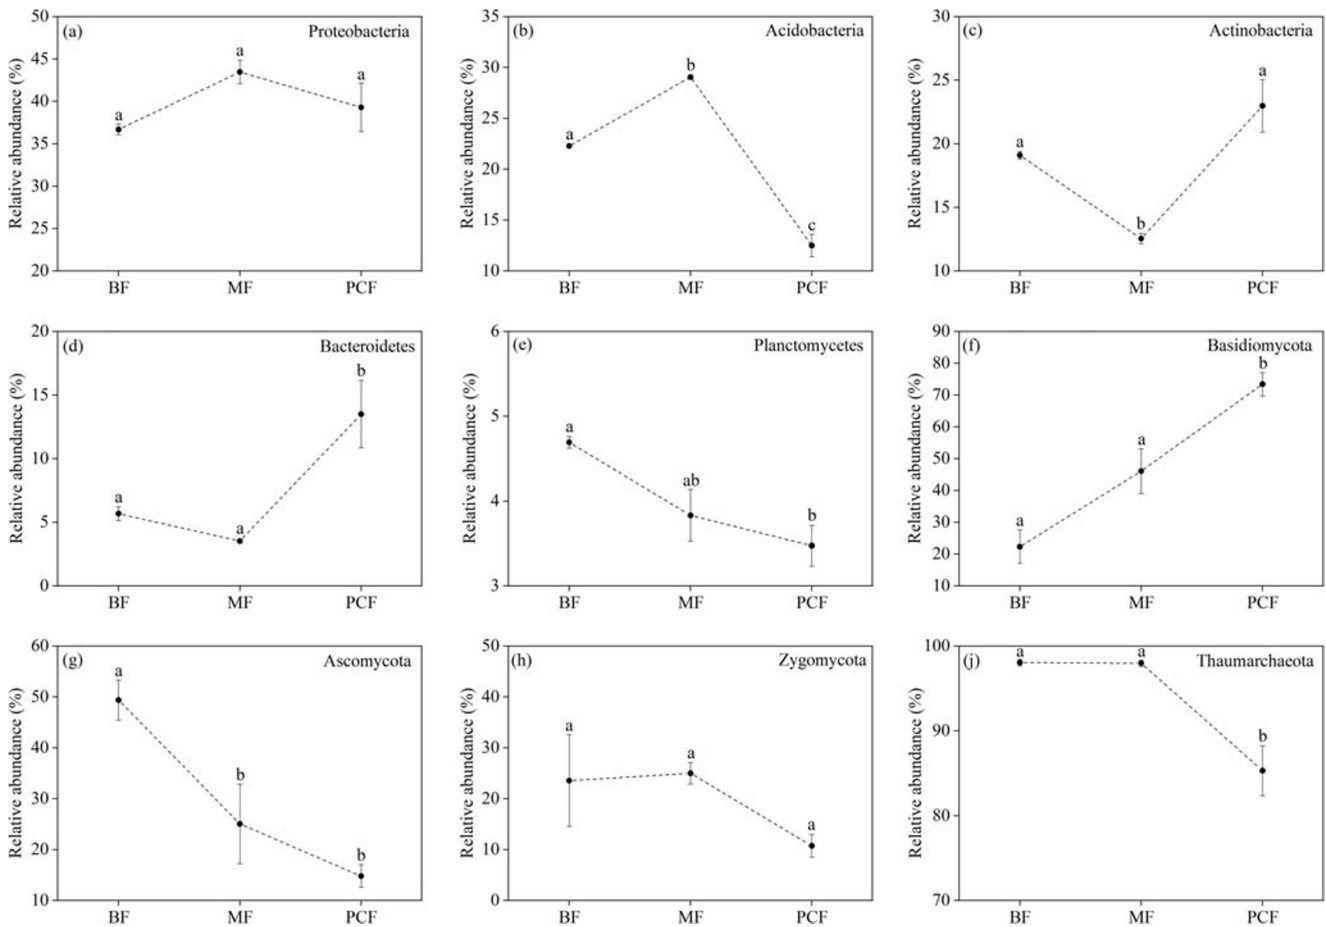 (a) Proteobacteria
Relative abundance (%)
50
45
40
35
30
25
20
a
a
a
BF MF PCF
(b) Acidobacteria
Relative abundance (%)
35
30
25
20
15
10
a
b
c
BF MF PCF
(c) Actinobacteria
Relative abundance (%)
30
25
20
15
10
a
b
a
BF MF PCF
(d) Bacteroidetes
Relative abundance (%)
20
15
10
5
0
a
a
b
BF MF PCF
(e) Planctomycetes
Relative abundance (%)
6
5
4
3
a
ab
b
BF MF PCF
(f) Basidiomycota
Relative abundance (%)
90
80
70
60
50
40
30
20
10
a
a
b
BF MF PCF
(g) Ascomycota
Relative abundance (%)
60
50
40
30
20
10
a
b
b
BF MF PCF
(h) Zygomycota
Relative abundance (%)
50
40
30
20
10
0
a
a
a
BF MF PCF
(j) Thaumarchaeota
Relative abundance (%)
100
90
80
70
a
a
b
BF MF PCF